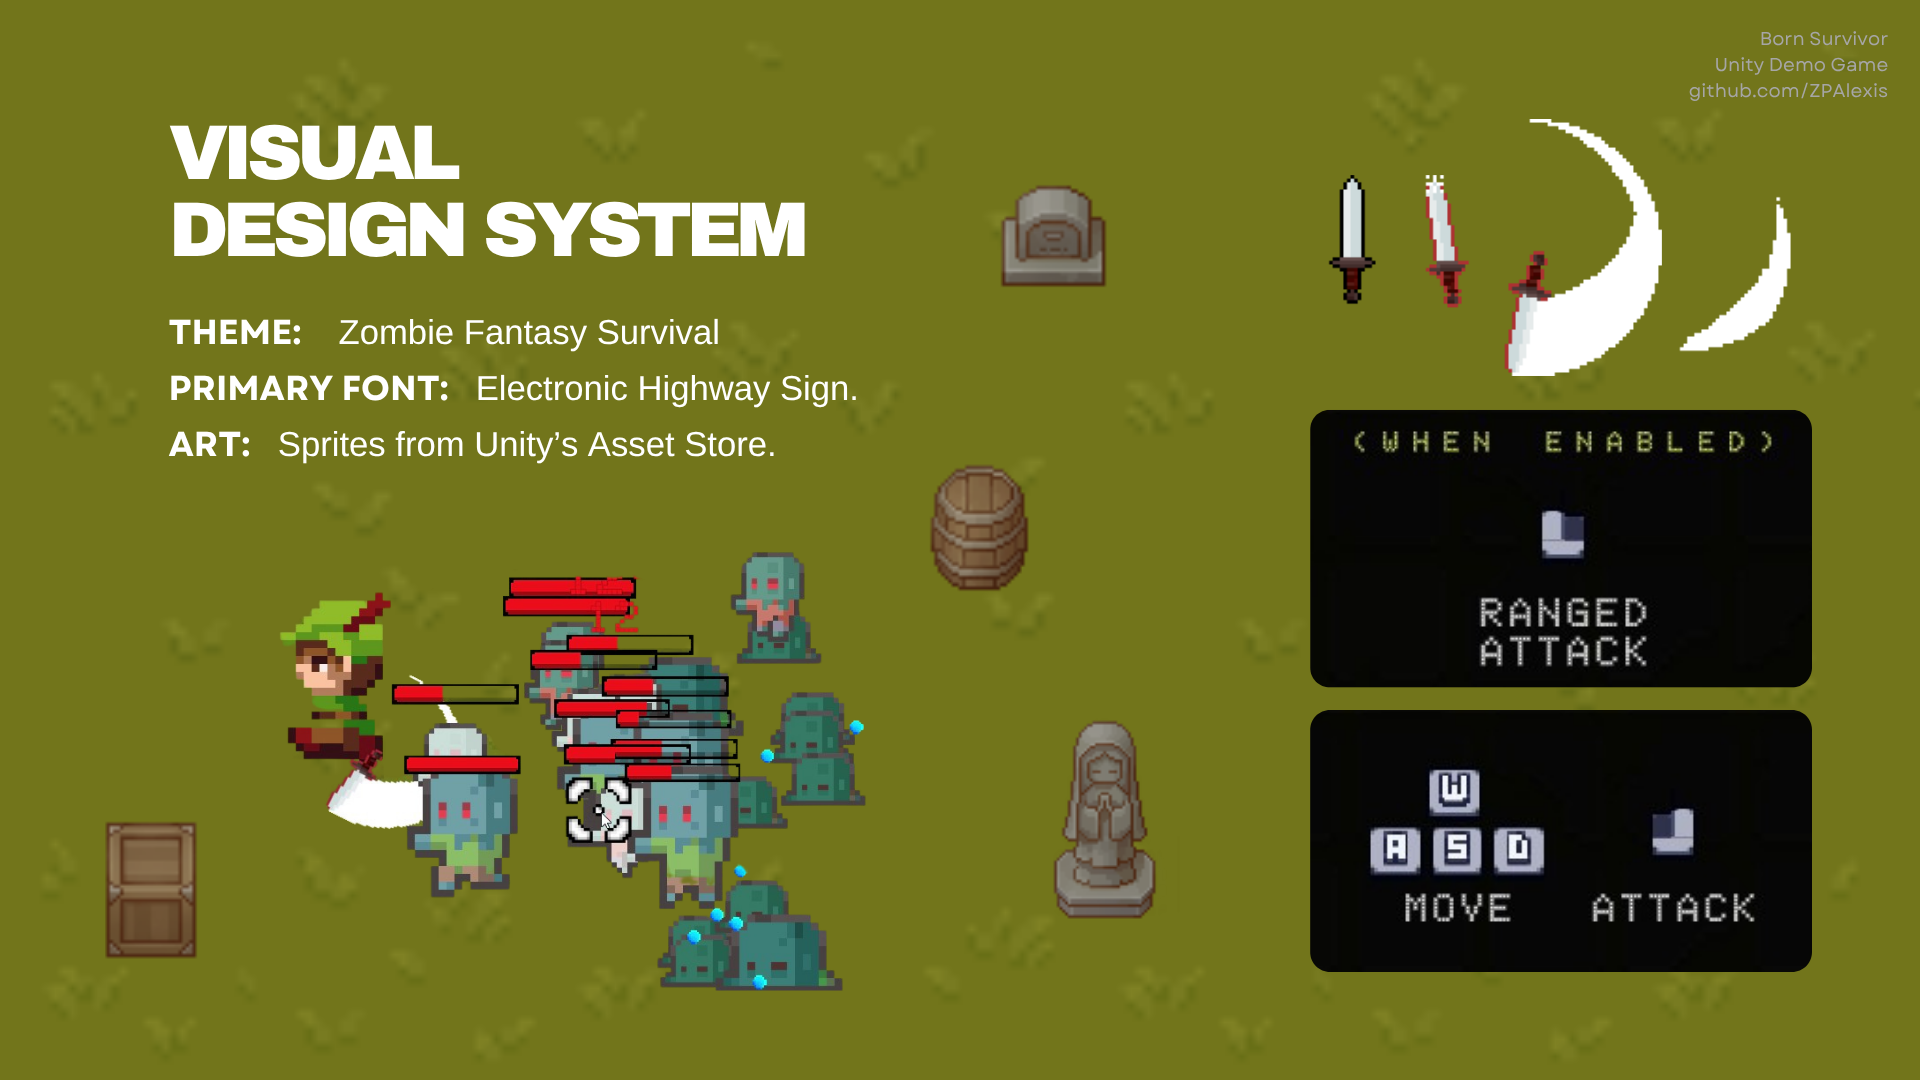 Born Survivor
Unity Demo Game
github.com/ZPAlexis
VISUAL
DESIGN SYSTEM
THEME: Zombie Fantasy Survival
PRIMARY FONT: Electronic Highway Sign.
ART: Sprites from Unity’s Asset Store.
(WHEN ENABLED)
RANGED
ATTACK
W
A S D
MOVE ATTACK
12